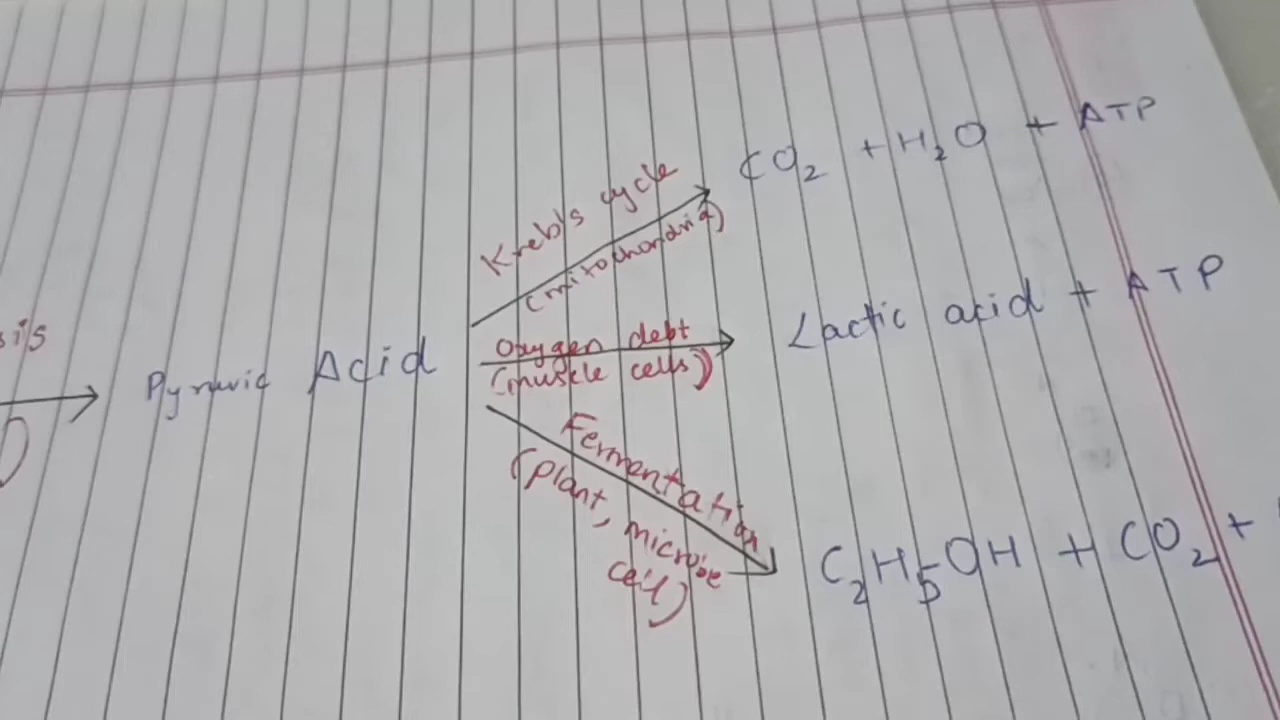 CO₂ + H₂O + ATP
Kreb's cycle
(mitochondria)
Oxygen debt
Lactic acid + ATP
(muscle cells)
Pyruvic Acid
Fermentation
(plant, microbe
cell)
C₂H₅OH + CO₂ +